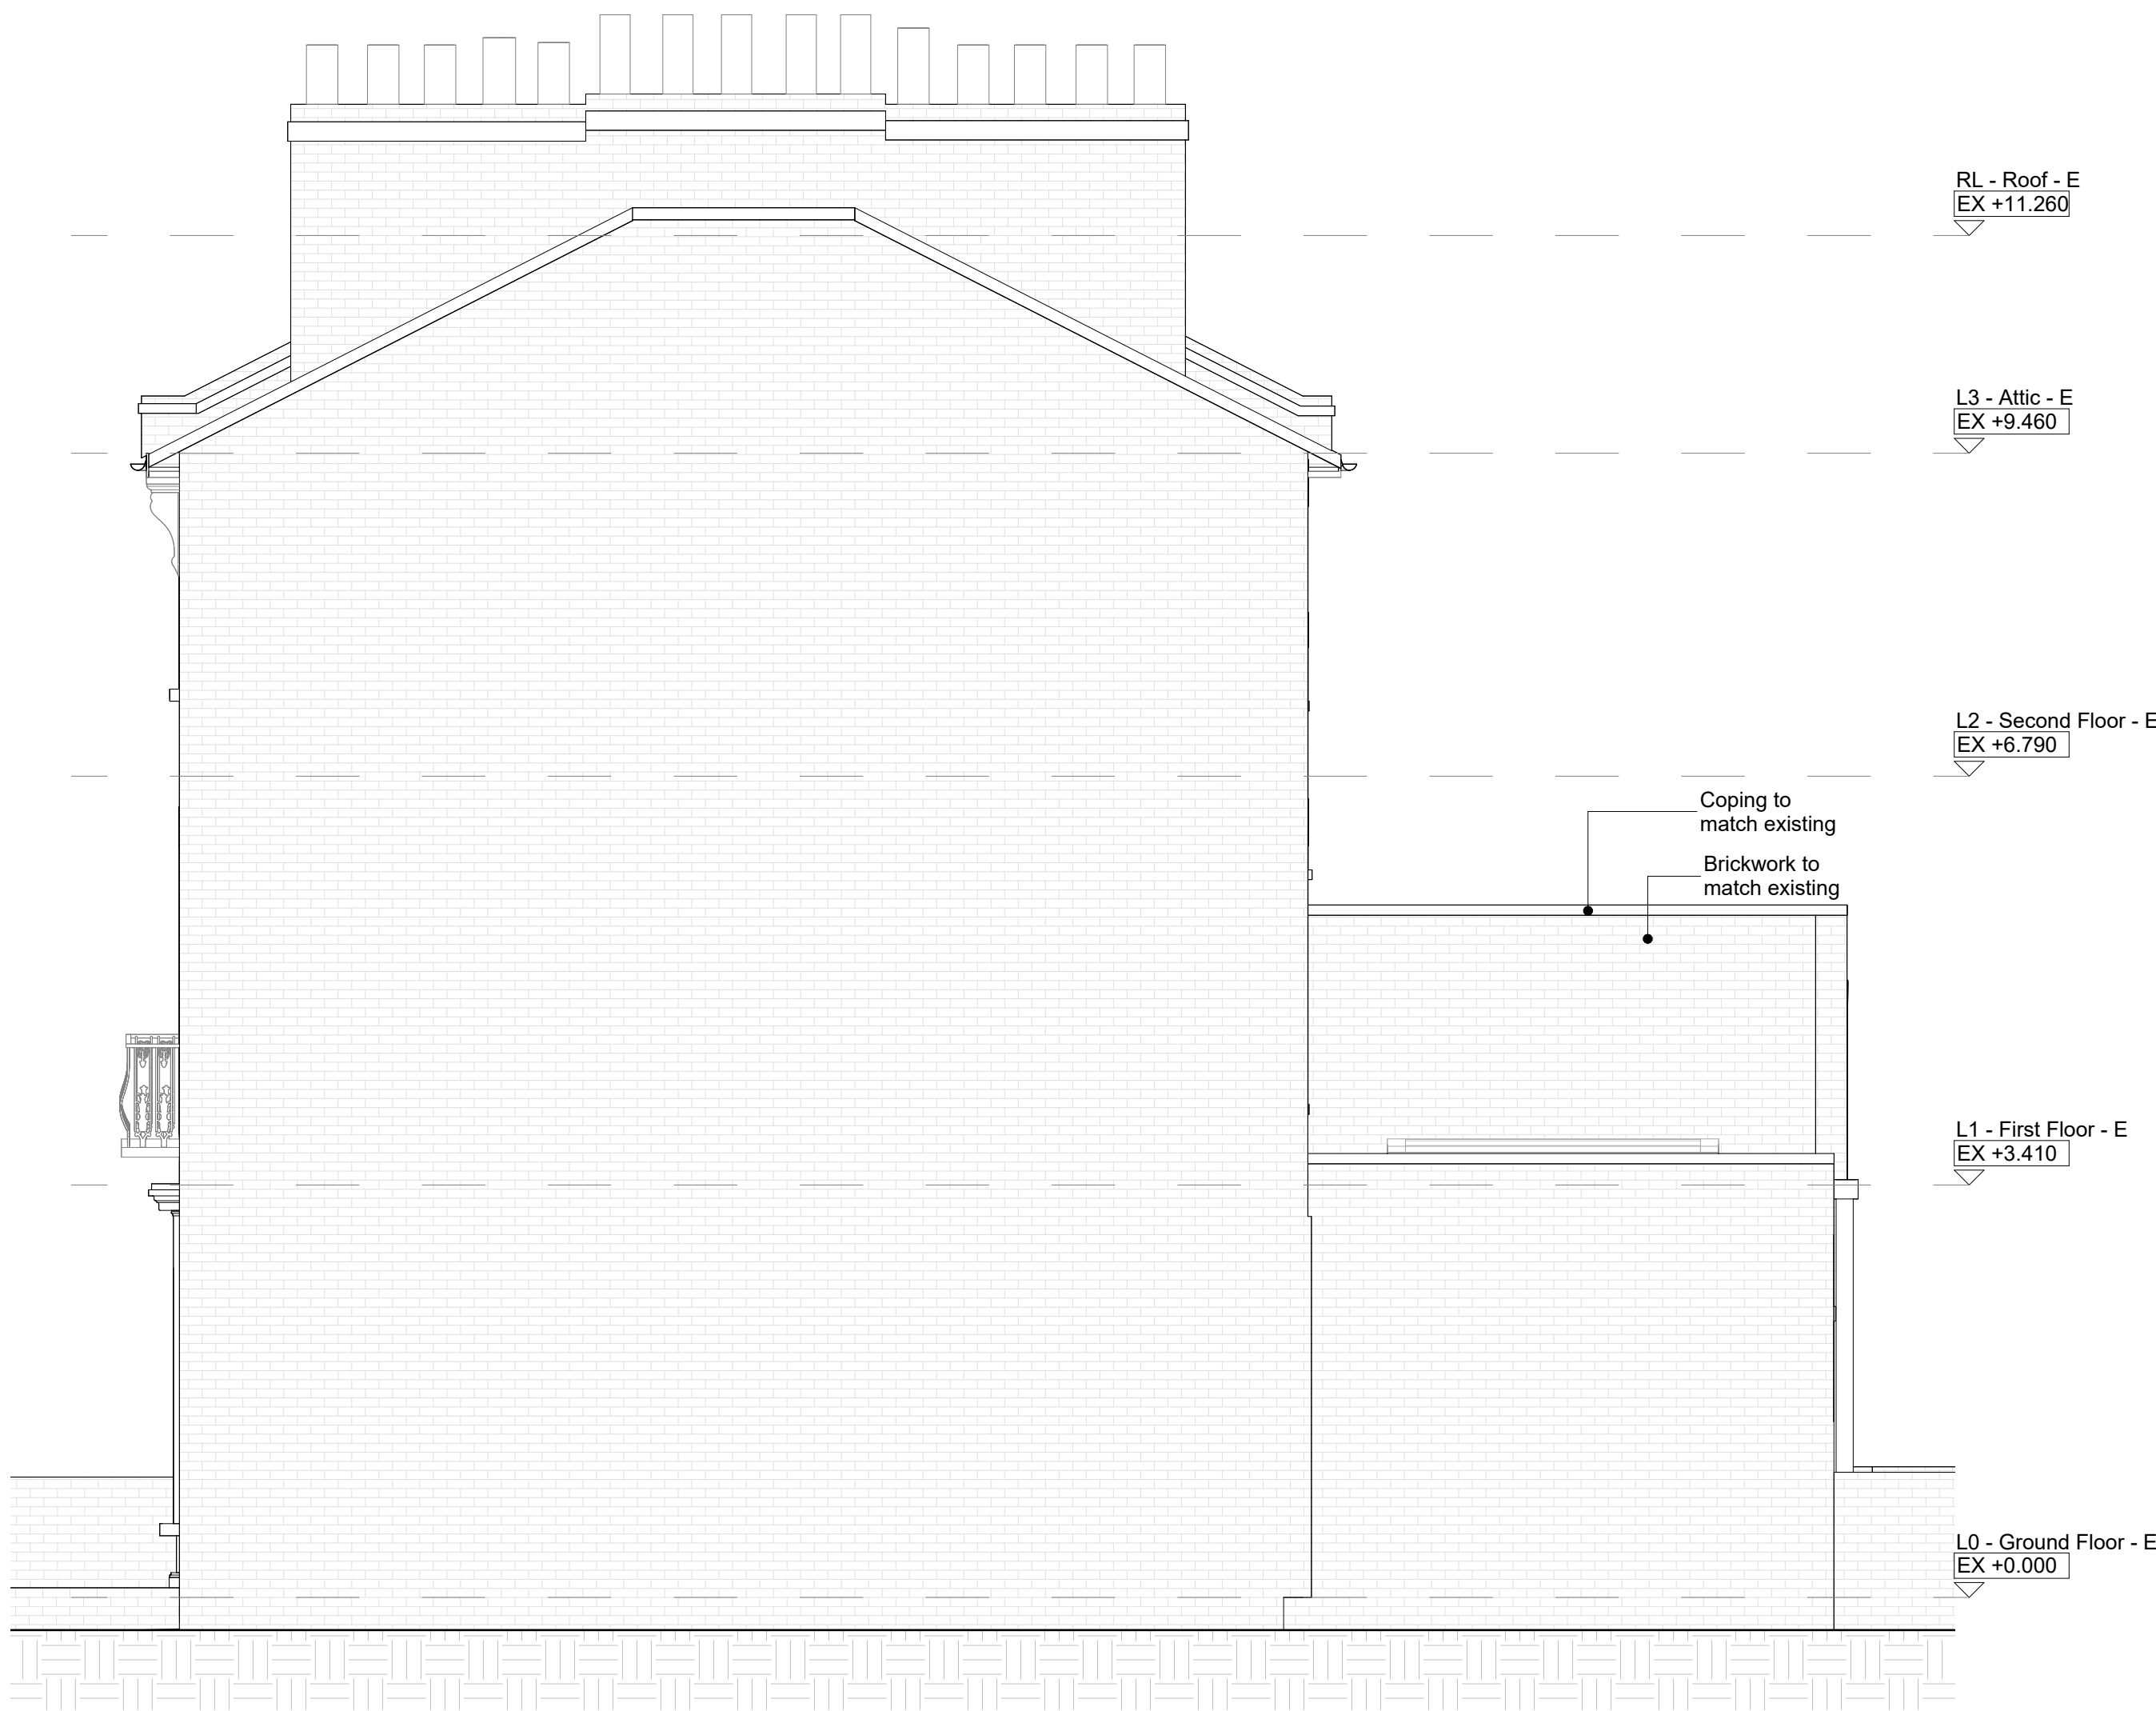 RL - Roof - E
EX +11.260
L3 - Attic - E
EX +9.460
L2 - Second Floor - E
EX +6.790
Coping to
match existing
Brickwork to
match existing
L1 - First Floor - E
EX +3.410
L0 - Ground Floor - E
EX +0.000